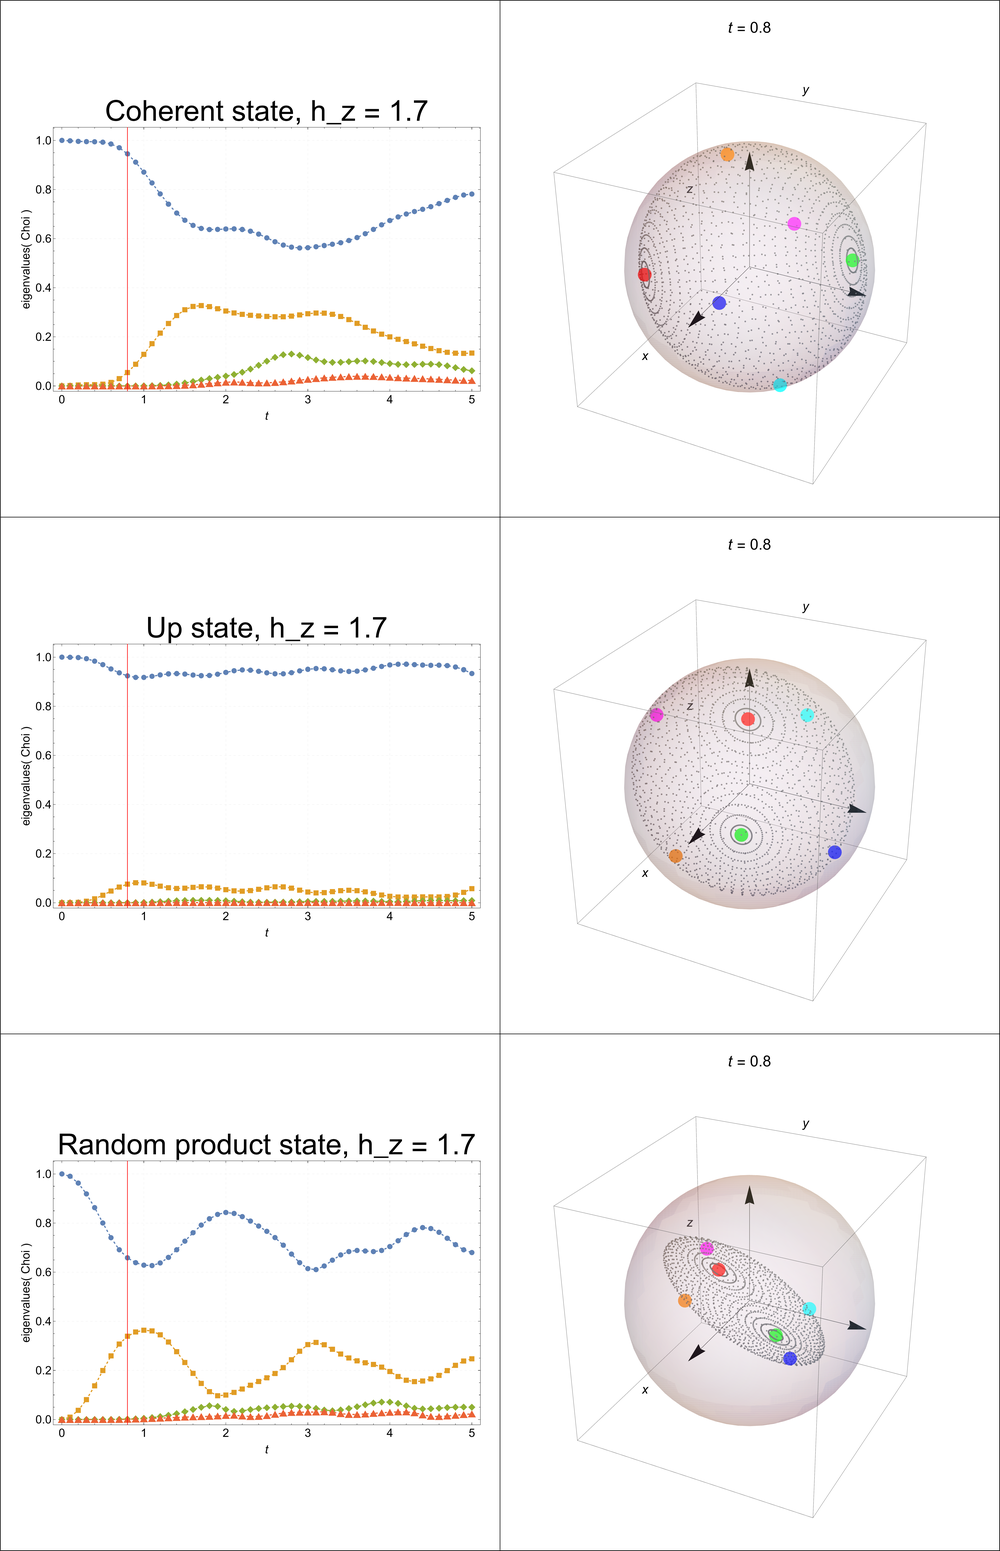 t = 0.8
y
Coherent state, h_z = 1.7
z
x
eigenvalues( Choi )
1.0
0.8
0.6
0.4
0.2
0.0
0 1 2 3 4 5
t
t = 0.8
y
Up state, h_z = 1.7
z
x
eigenvalues( Choi )
1.0
0.8
0.6
0.4
0.2
0.0
0 1 2 3 4 5
t
t = 0.8
y
Random product state, h_z = 1.7
z
x
eigenvalues( Choi )
1.0
0.8
0.6
0.4
0.2
0.0
0 1 2 3 4 5
t